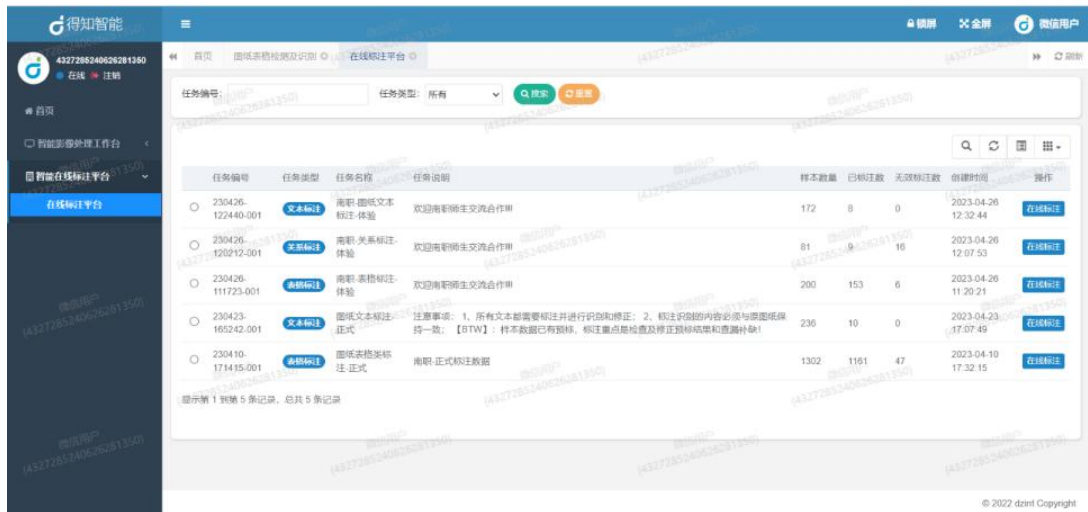 得知智能
锁屏 全屏 微信用户
4327285240626281350
在线 注销
首页 图纸表格检测及识别 在线标注平台 刷新
首页
智能影像处理工作台
智能在线标注平台
在线标注平台
任务编号: 任务类型: 所有 搜索 重置
任务编号 任务类型 任务名称 任务说明 样本数量 已标注数 无效标注数 创建时间 操作
230426-122440-001 文本标注 南职-图纸文本标注-体验 欢迎南职师生交流合作!!!! 172 8 0 2023-04-26 12:32:44 在线标注
230426-120212-001 关系标注 南职-关系标注-体验 欢迎南职师生交流合作!!!! 81 9 16 2023-04-26 12:07:53 在线标注
230426-111723-001 表格标注 南职-表格标注-体验 欢迎南职师生交流合作!!!! 200 153 6 2023-04-26 11:20:21 在线标注
230423-165242-001 文本标注 图纸文本标注-正式 注意事项: 1、所有文本都需要标注并进行识别和修正; 2、标注识别的内容必须与原图纸保持一致; 【BTW】: 样本数据已有预标, 标注重点是检查及修正预标结果和查漏补缺! 236 10 0 2023-04-23 17:07:49 在线标注
230410-171415-001 表格标注 图纸表格类标注-正式 南职-正式标注数据 1302 1161 47 2023-04-10 17:32:15 在线标注
显示第 1 到第 5 条记录, 总共 5 条记录
© 2022 dzint Copyright